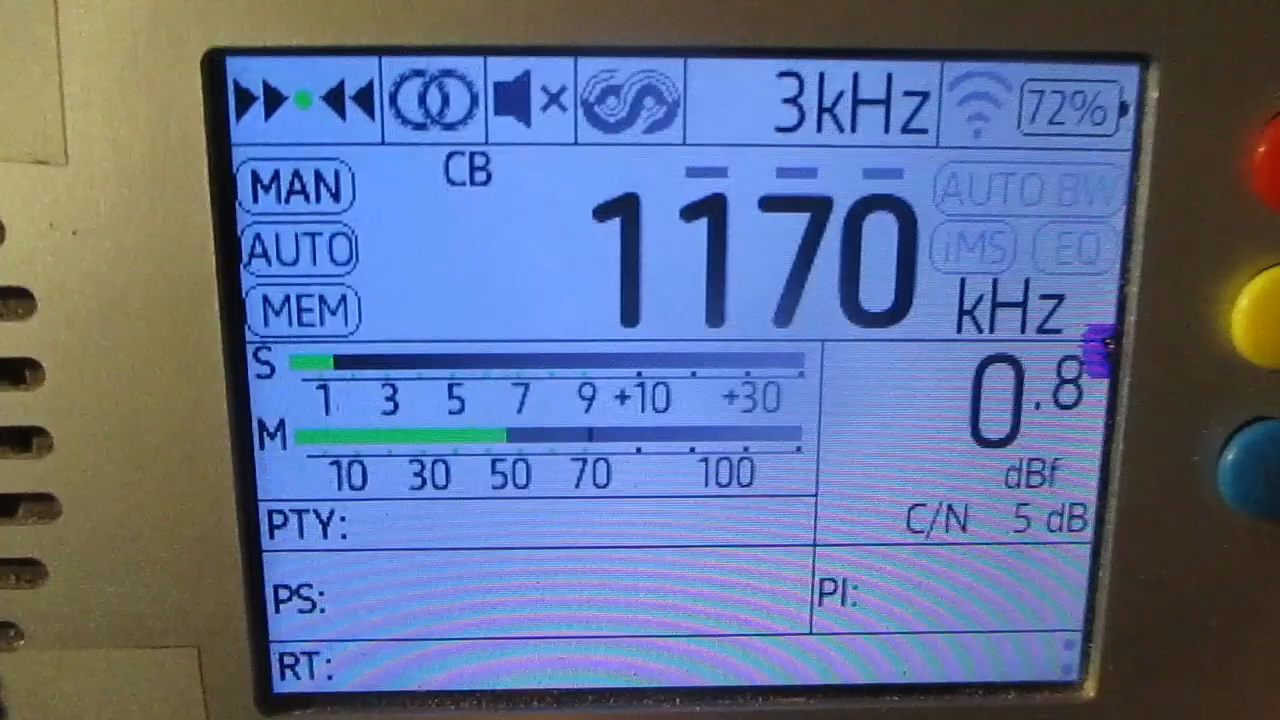 3kHz 72%
CB
MAN 1170 AUTO BW
AUTO iMS EQ
MEM kHz
S 0.8
1 3 5 7 9 +10 +30
M
10 30 50 70 100 dBf
PTY: C/N 5 dB
PS: PI:
RT: